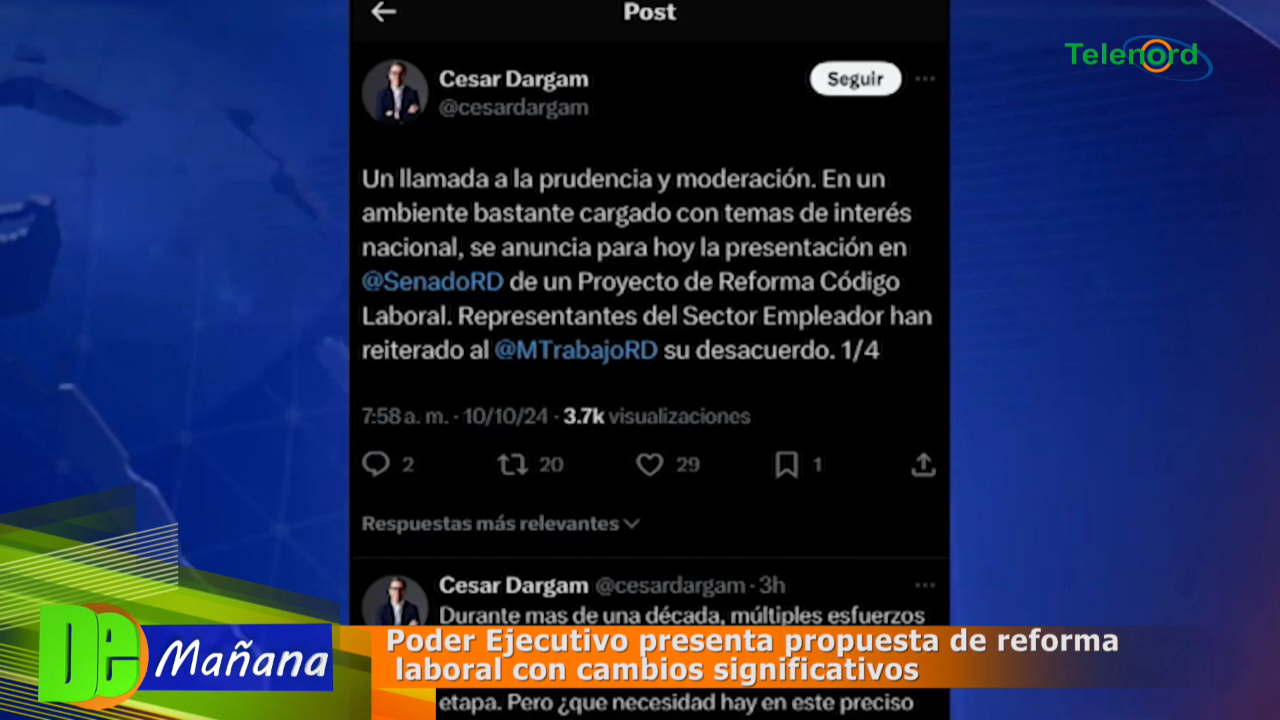 Post
Telenord
Cesar Dargam
@cesardargam
Seguir
Un llamada a la prudencia y moderación. En un
ambiente bastante cargado con temas de interés
nacional, se anuncia para hoy la presentación en
@SenadoRD de un Proyecto de Reforma Código
Laboral. Representantes del Sector Empleador han
reiterado al @MTrabajoRD su desacuerdo. 1/4
7:58 a. m. · 10/10/24 · 3.7k visualizaciones
2 20 29 1
Respuestas más relevantes
Cesar Dargam @cesardargam · 3h
Durante mas de una década, múltiples esfuerzos
De Mañana
Poder Ejecutivo presenta propuesta de reforma
laboral con cambios significativos
etapa. Pero ¿que necesidad hay en este preciso